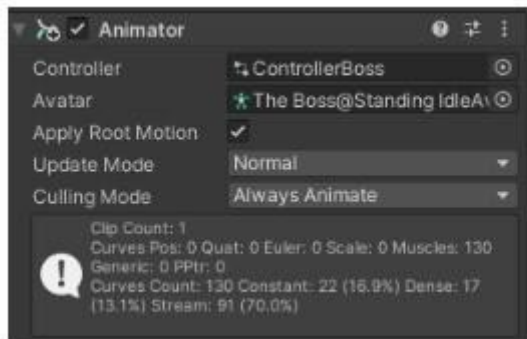 Animator
Controller ControllerBoss
Avatar The Boss@Standing IdleAv
Apply Root Motion
Update Mode Normal
Culling Mode Always Animate
Clip Count: 1
Curves Pos: 0 Quat: 0 Euler: 0 Scale: 0 Muscles: 130
Generic: 0 PPtr: 0
Curves Count: 130 Constant: 22 (16.9%) Dense: 17
(13.1%) Stream: 91 (70.0%)